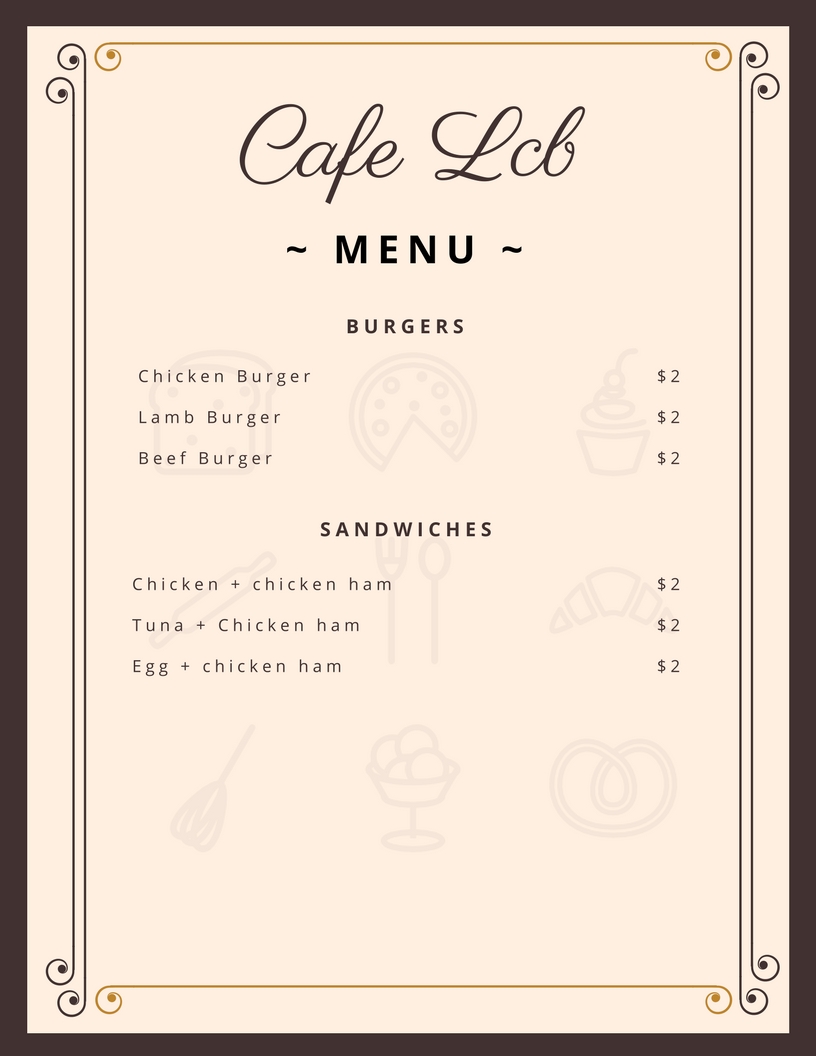 Cafe Lcb
~ MENU ~
BURGERS
Chicken Burger $2
Lamb Burger $2
Beef Burger $2
SANDWICHES
Chicken + chicken ham $2
Tuna + Chicken ham $2
Egg + chicken ham $2